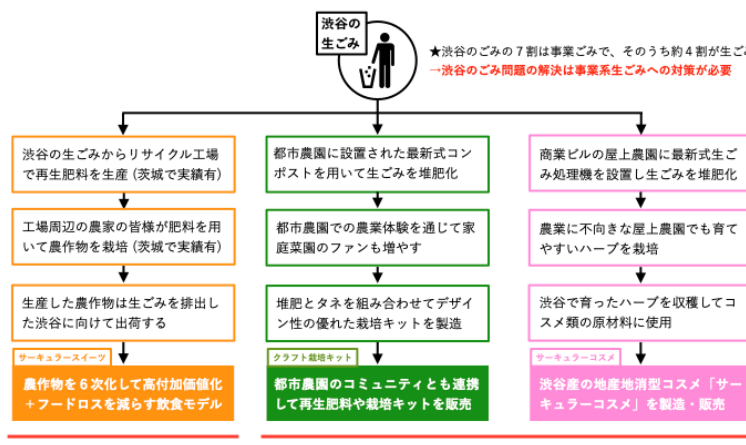 渋谷の
生ごみ
★渋谷のごみの7割は事業ごみで、そのうち約4割が生ご
→渋谷のごみ問題の解決は事業系生ごみへの対策が必要
渋谷の生ごみからリサイクル工場
で再生肥料を生産(茨城で実績有)
工場周辺の農家の皆様が肥料を用
いて農作物を栽培(茨城で実績有)
生産した農作物は生ごみを排出し
た渋谷に向けて出荷する
サーキュラースイーツ
農作物を6次化して高付加価値化
+フードロスを減らす飲食モデル
都市農園に設置された最新式コン
ポストを用いて生ごみを堆肥化
都市農園での農業体験を通じて家
庭菜園のファンも増やす
堆肥とタネを組み合わせてデザイ
ン性の優れた栽培キットを製造
クラフト栽培キット
都市農園のコミュニティとも連携
して再生肥料や栽培キットを販売
商業ビルの屋上農園に最新式生ご
み処理機を設置し生ごみを堆肥化
農業に不向きな屋上農園でも育て
やすいハーブを栽培
渋谷で育ったハーブを収穫してコ
スメ類の原材料に使用
サーキュラーコスメ
渋谷産の地産地消型コスメ「サー
キュラーコスメ」を製造・販売